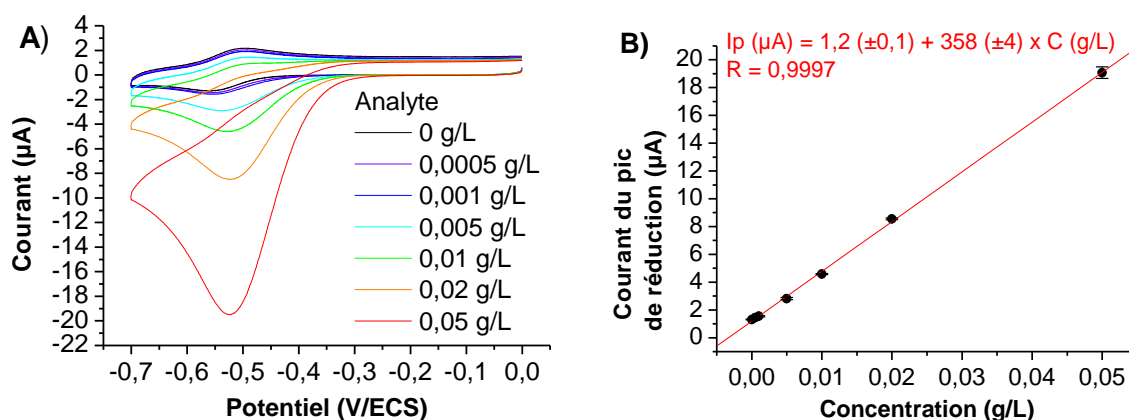 A)
4
2
0
-2
-4
-6
-8
-10
-12
-14
-16
-18
-20
-22
Courant (µA)
Analyte
0 g/L
0,0005 g/L
0,001 g/L
0,005 g/L
0,01 g/L
0,02 g/L
0,05 g/L
-0,7 -0,6 -0,5 -0,4 -0,3 -0,2 -0,1 0,0
Potentiel (V/ECS)
B)
Ip (µA) = 1,2 (±0,1) + 358 (±4) x C (g/L)
R = 0,9997
20
18
16
14
12
10
8
6
4
2
0
Courant du pic
de réduction (µA)
0,00 0,01 0,02 0,03 0,04 0,05
Concentration (g/L)